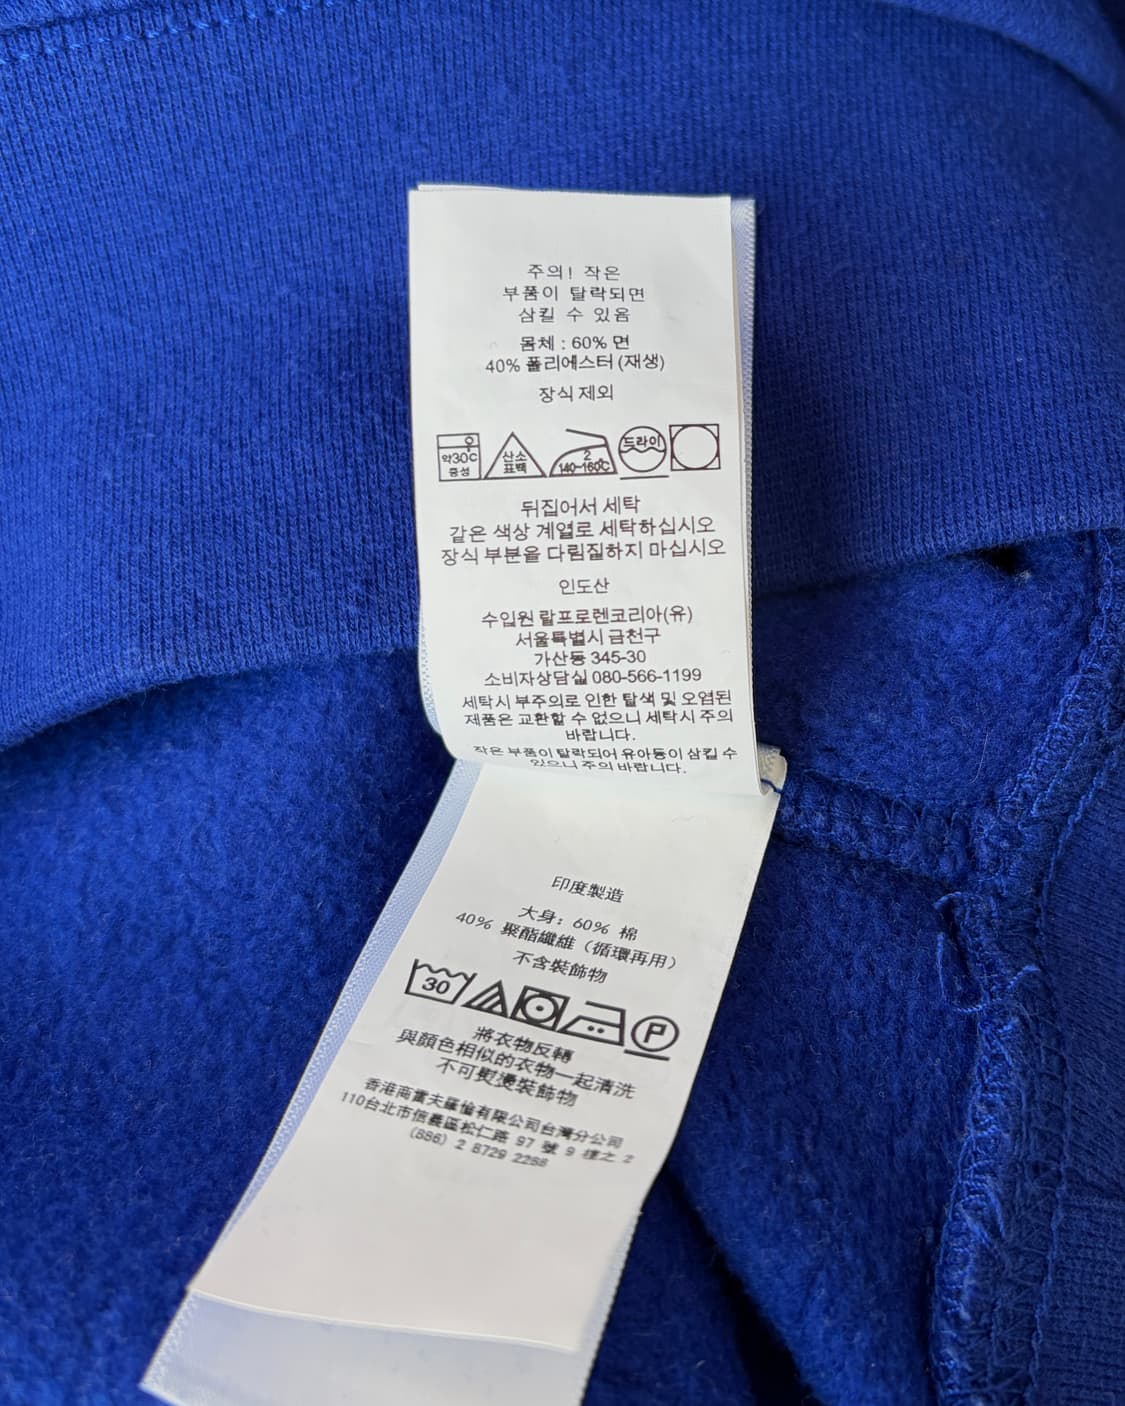 주의! 작은
부품이 탈락되면
삼킬 수 있음
몸체 : 60% 면
40% 폴리에스터 (재생)
장식 제외
약30C 중성
산소 표백
2 140~160℃
드라이
뒤집어서 세탁
같은 색상 계열로 세탁하십시오
장식 부분을 다림질하지 마십시오
인도산
수입원 랄프로렌코리아(유)
서울특별시 금천구
가산동 345-30
소비자상담실 080-566-1199
세탁시 부주의로 인한 탈색 및 오염된
제품은 교환할 수 없으니 세탁시 주의
바랍니다.
작은 부품이 탈락되어 유아동이 삼킬 수
있으니 주의 바랍니다.
印度製造
大身: 60% 棉
40% 聚酯纖維 (循環再用)
不含裝飾物
30
P
將衣物反轉
與顏色相似的衣物一起清洗
不可熨燙裝飾物
香港商雷夫羅倫有限公司台灣分公司
110台北市信義區松仁路 97 號 9 樓之 2
(886) 2 8729 2288